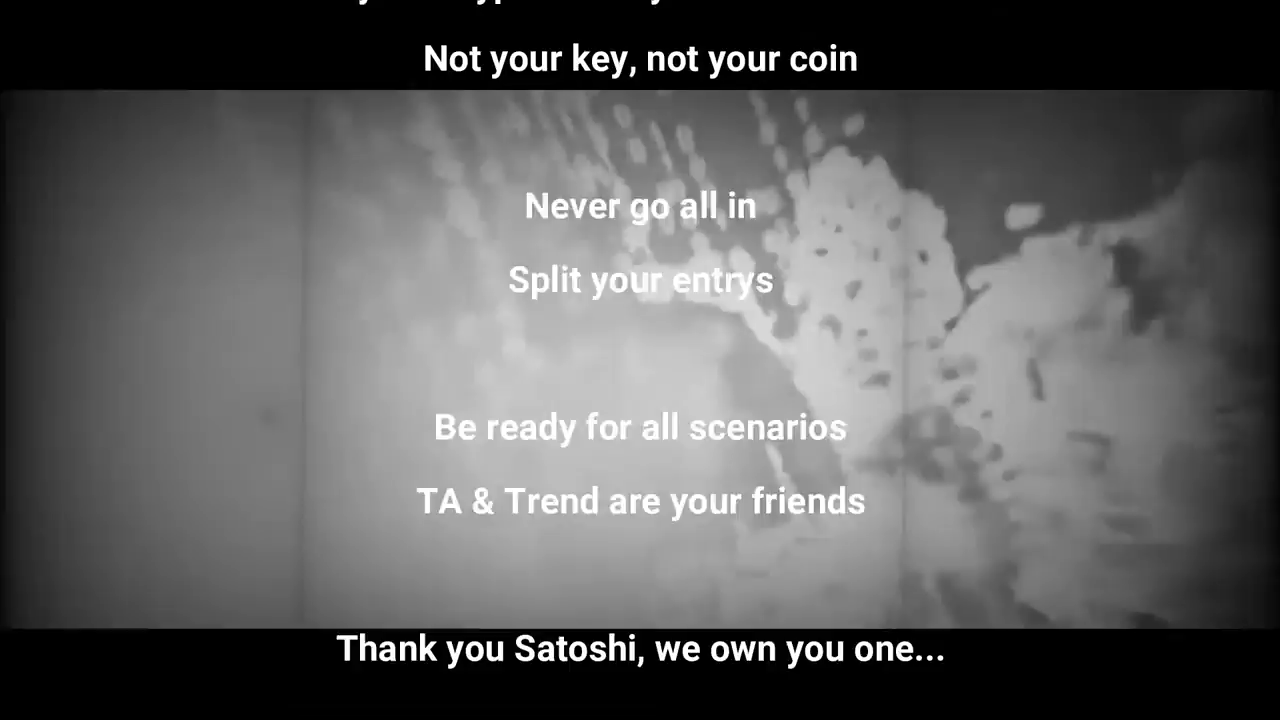 Not your key, not your coin
Never go all in
Split your entrys
Be ready for all scenarios
TA & Trend are your friends
Thank you Satoshi, we own you one...